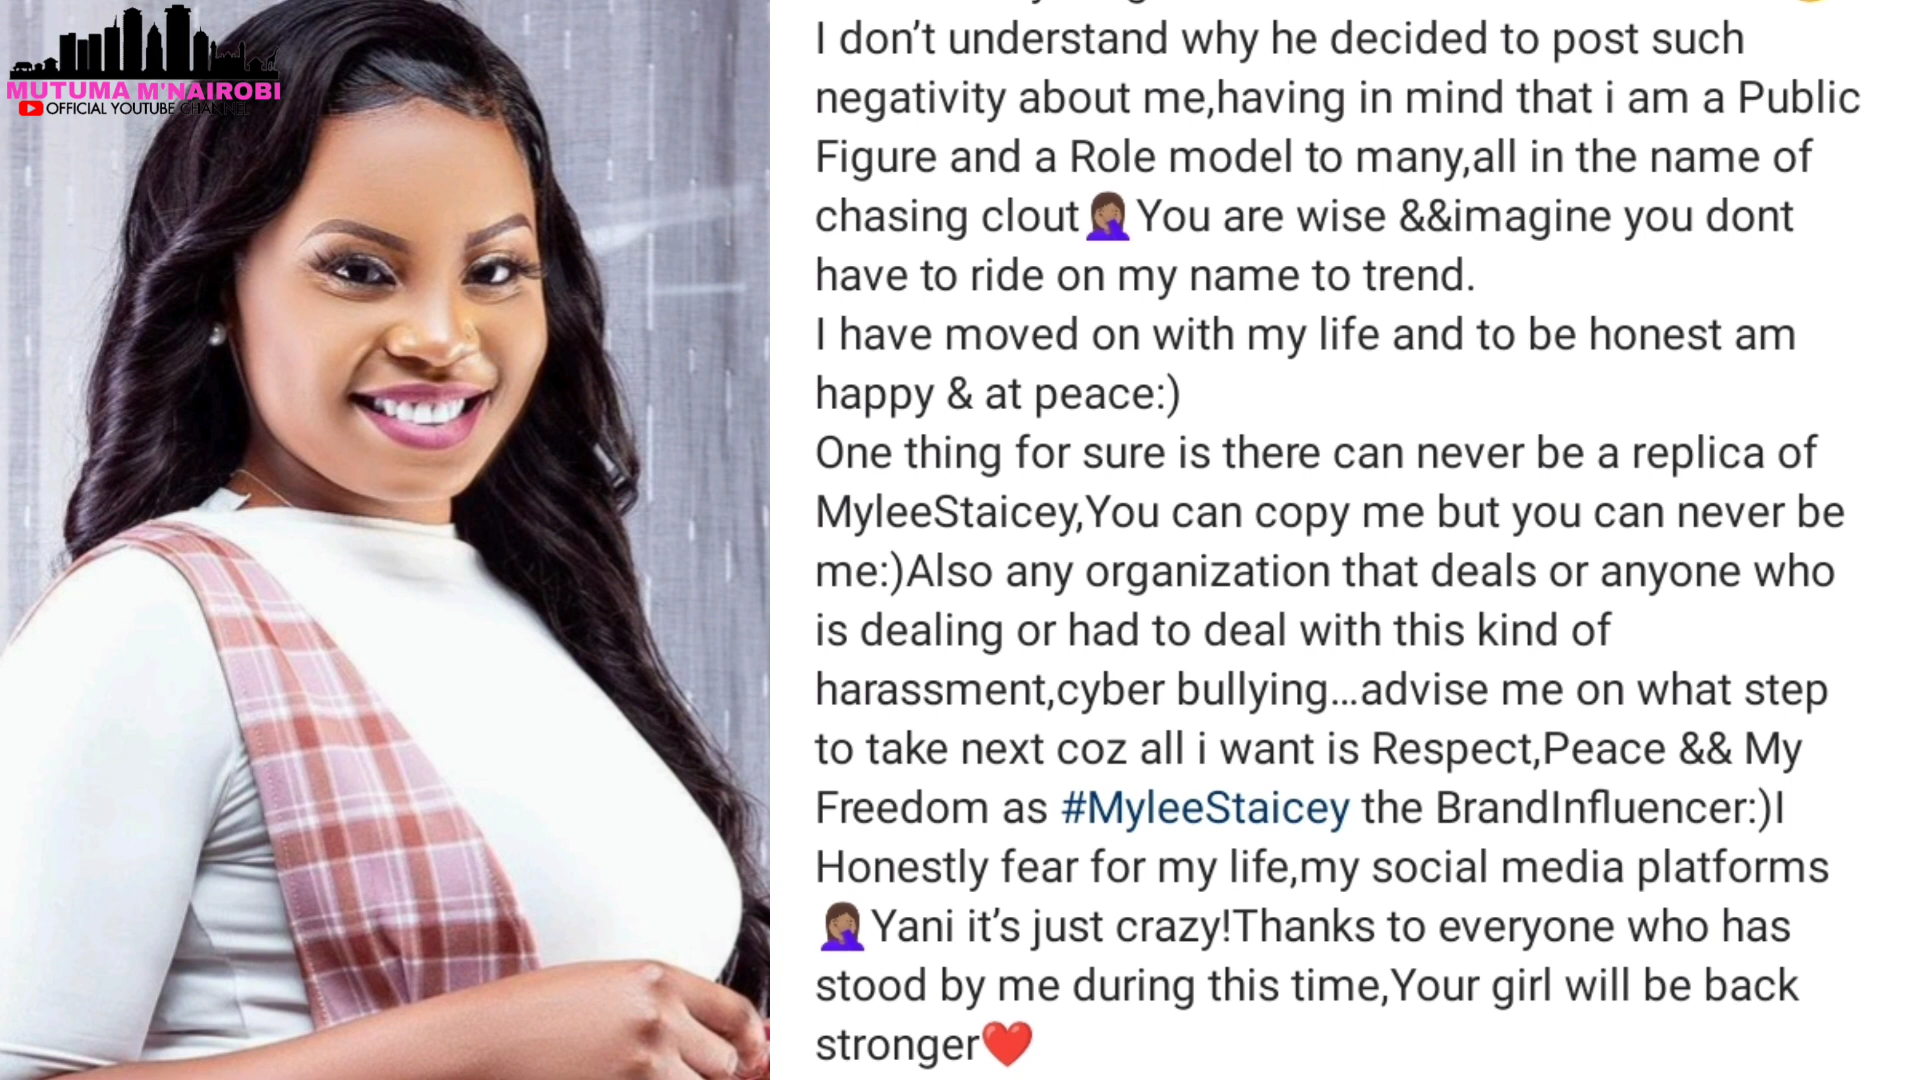 MUTUMA M'NAIROBI
OFFICIAL YOUTUBE CHANNEL
I don’t understand why he decided to post such
negativity about me,having in mind that i am a Public
Figure and a Role model to many,all in the name of
chasing clout🤦🏽‍♀️You are wise &&imagine you dont
have to ride on my name to trend.
I have moved on with my life and to be honest am
happy & at peace:)
One thing for sure is there can never be a replica of
MyleeStaicey,You can copy me but you can never be
me:)Also any organization that deals or anyone who
is dealing or had to deal with this kind of
harassment,cyber bullying...advise me on what step
to take next coz all i want is Respect,Peace && My
Freedom as #MyleeStaicey the BrandInfluencer:)I
Honestly fear for my life,my social media platforms
🤦🏽‍♀️Yani it’s just crazy!Thanks to everyone who has
stood by me during this time,Your girl will be back
stronger❤️